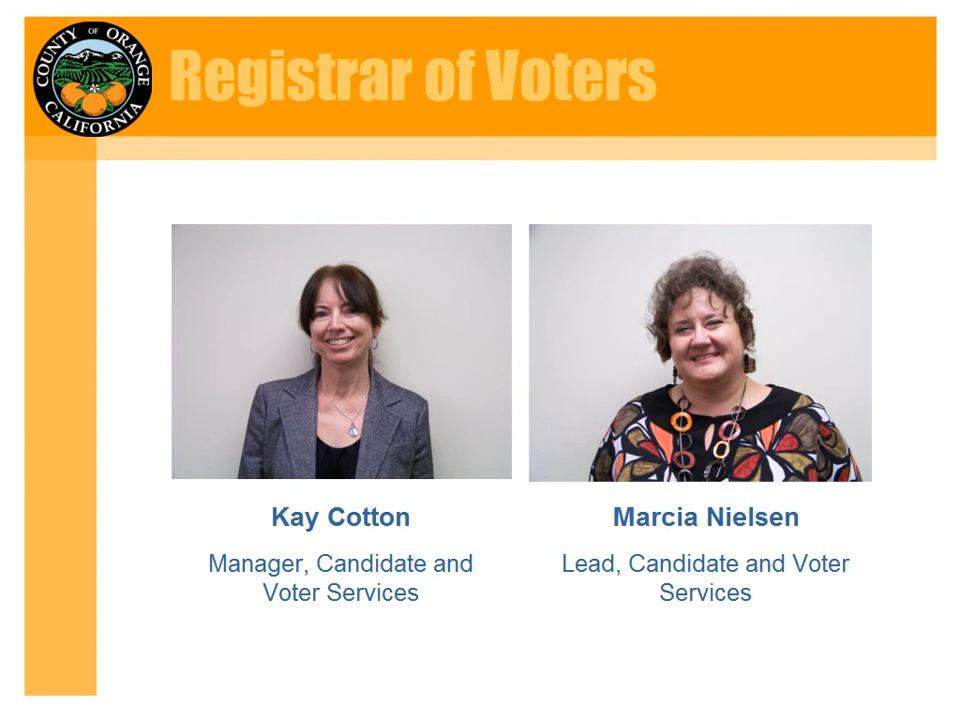 COUNTY OF ORANGE
CALIFORNIA
Registrar of Voters
Kay Cotton
Manager, Candidate and
Voter Services
Marcia Nielsen
Lead, Candidate and Voter
Services